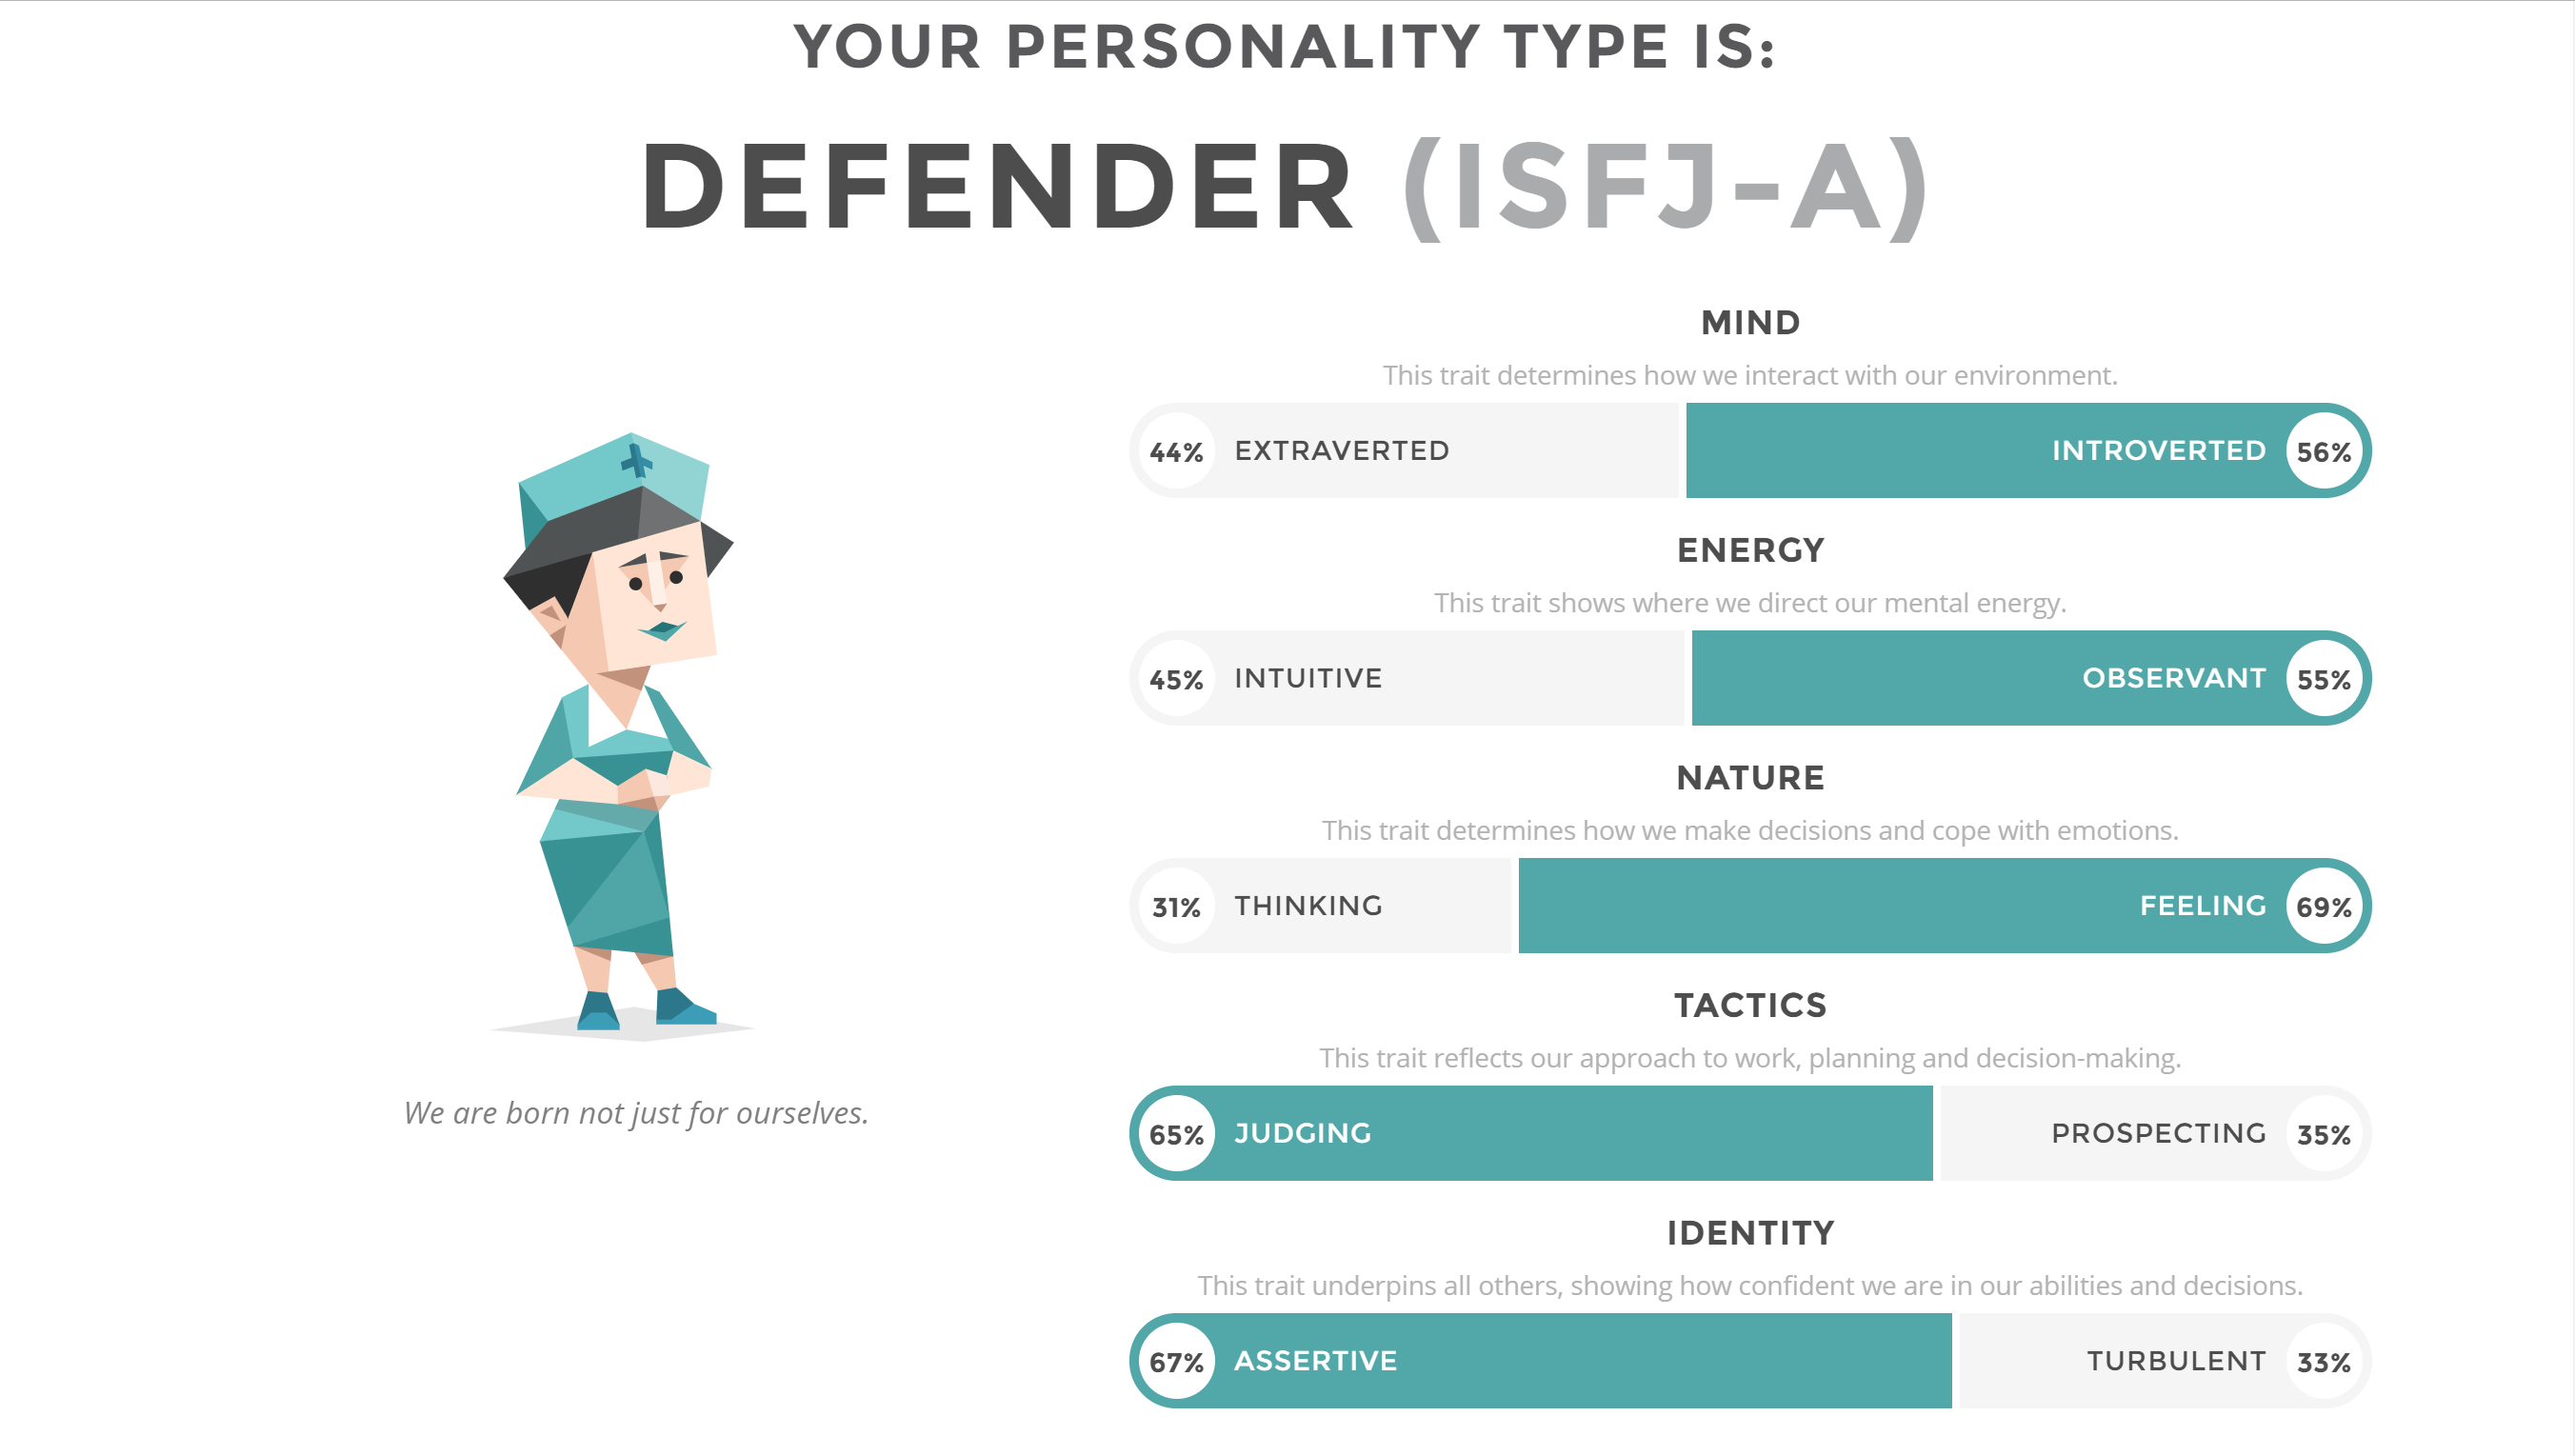 YOUR PERSONALITY TYPE IS:
DEFENDER (ISFJ-A)
We are born not just for ourselves.
MIND
This trait determines how we interact with our environment.
44% EXTRAVERTED INTROVERTED 56%
ENERGY
This trait shows where we direct our mental energy.
45% INTUITIVE OBSERVANT 55%
NATURE
This trait determines how we make decisions and cope with emotions.
31% THINKING FEELING 69%
TACTICS
This trait reflects our approach to work, planning and decision-making.
65% JUDGING PROSPECTING 35%
IDENTITY
This trait underpins all others, showing how confident we are in our abilities and decisions.
67% ASSERTIVE TURBULENT 33%